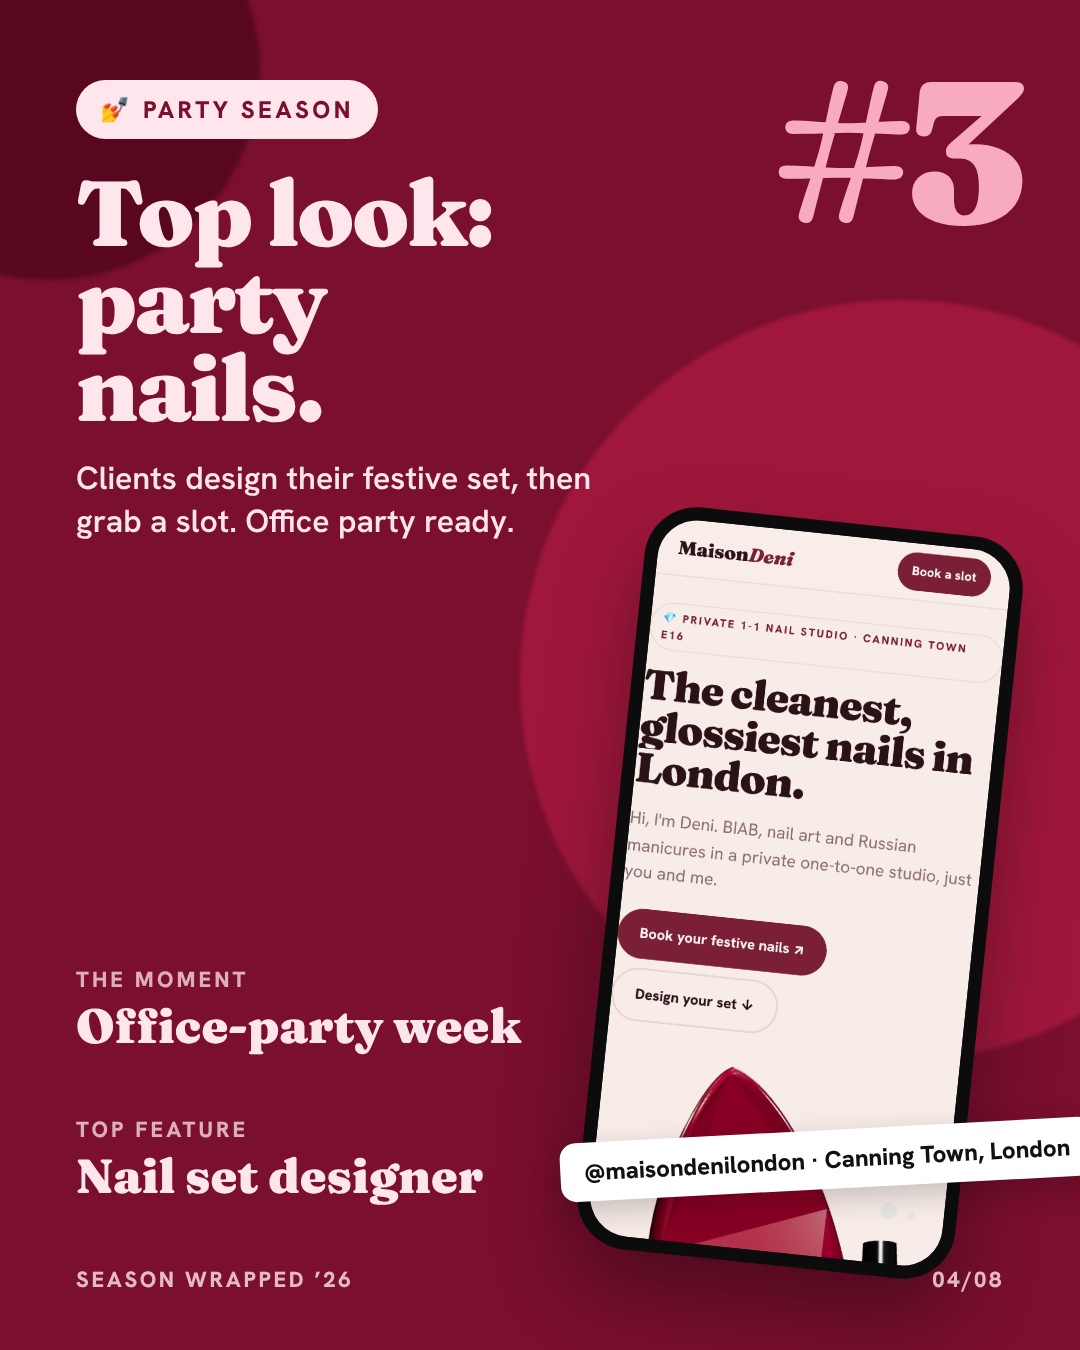 💅 PARTY SEASON
#3
Top look:
party
nails.
Clients design their festive set, then
grab a slot. Office party ready.
MaisonDeni
Book a slot
💎 PRIVATE 1-1 NAIL STUDIO · CANNING TOWN
E16
The cleanest,
glossiest nails in
London.
Hi, I'm Deni. BIAB, nail art and Russian
manicures in a private one-to-one studio, just
you and me.
Book your festive nails ↗
Design your set ↓
THE MOMENT
Office-party week
TOP FEATURE
Nail set designer
@maisondenilondon · Canning Town, London
SEASON WRAPPED ’26
04/08